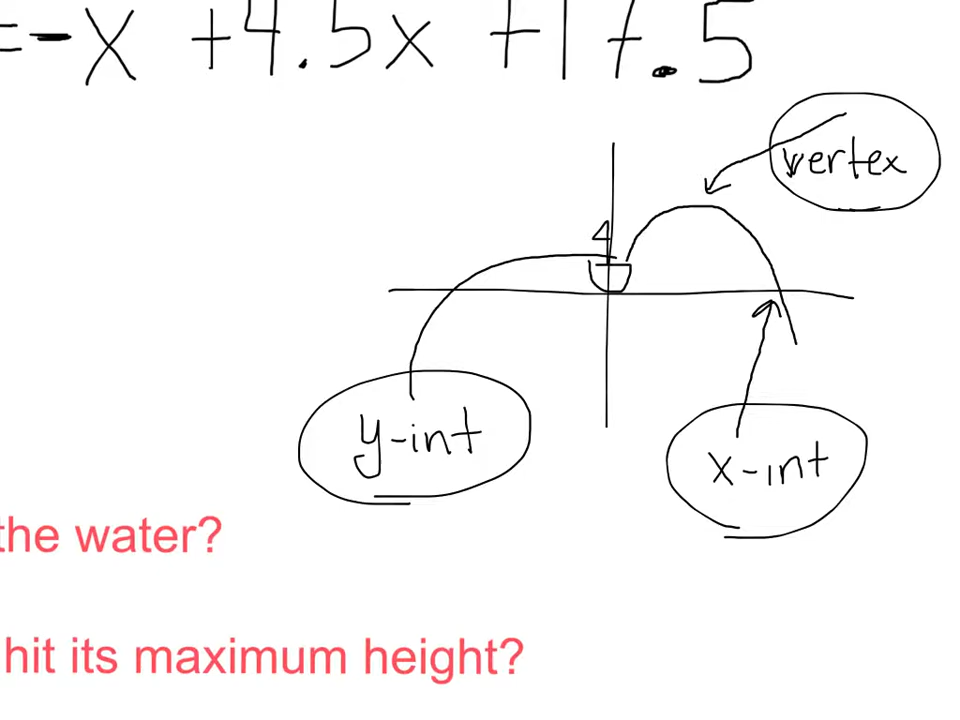 =-x +4.5x +17.5
vertex
4
y-int
x-int
the water?
hit its maximum height?